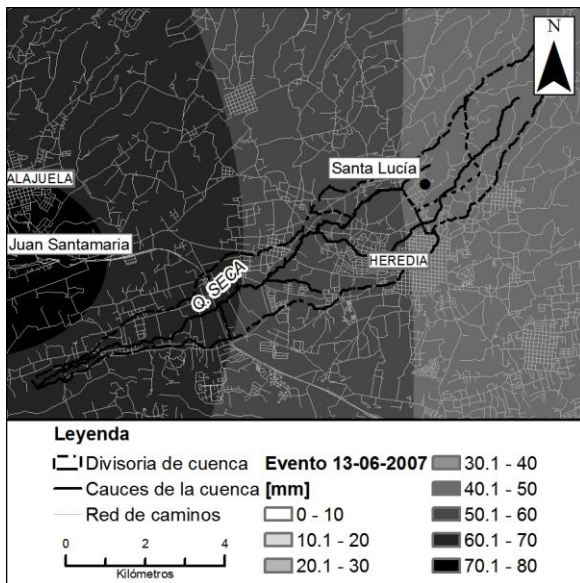 N
Santa Lucía
ALAJUELA
Juan Santamaria
HEREDIA
Q. SECA
Leyenda
Divisoria de cuenca
Cauces de la cuenca
Red de caminos
0 2 4
Kilómetros
Evento 13-06-2007
[mm]
0 - 10
10.1 - 20
20.1 - 30
30.1 - 40
40.1 - 50
50.1 - 60
60.1 - 70
70.1 - 80